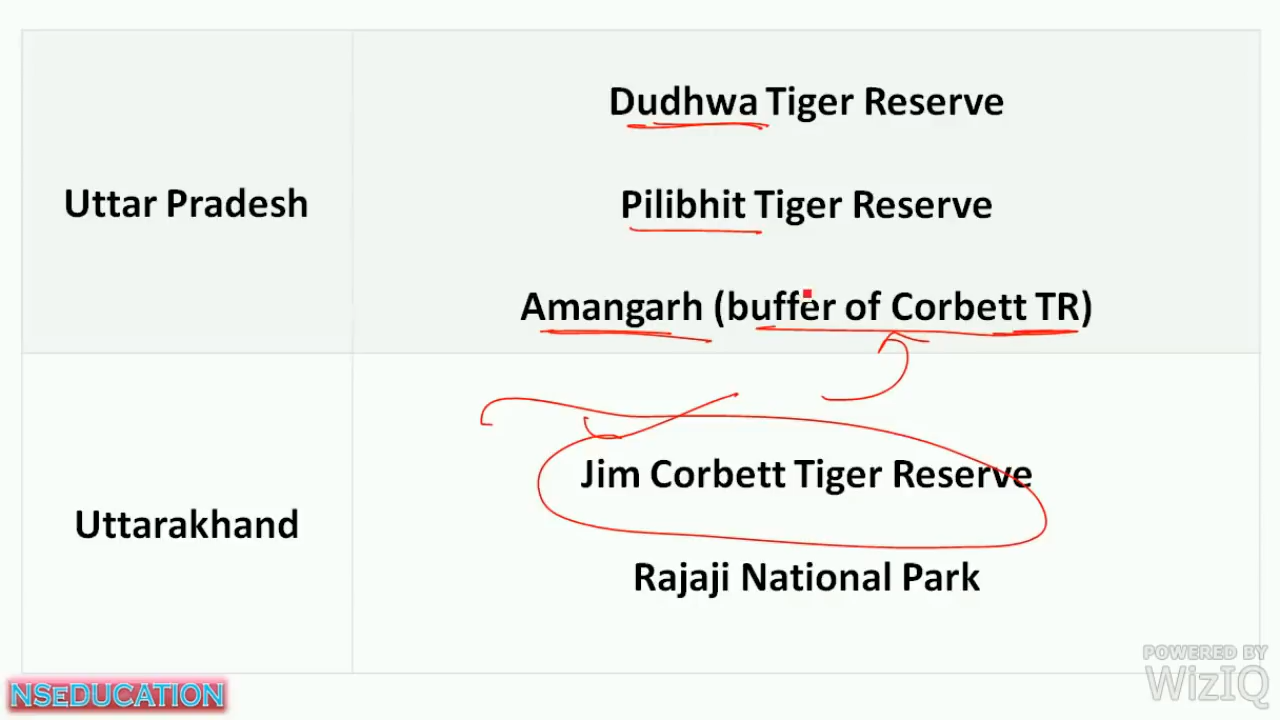 Dudhwa Tiger Reserve
Uttar Pradesh
Pilibhit Tiger Reserve
Amangarh (buffer of Corbett TR)
Jim Corbett Tiger Reserve
Uttarakhand
Rajaji National Park
NSEDUCATION
POWERED BY
WizIQ